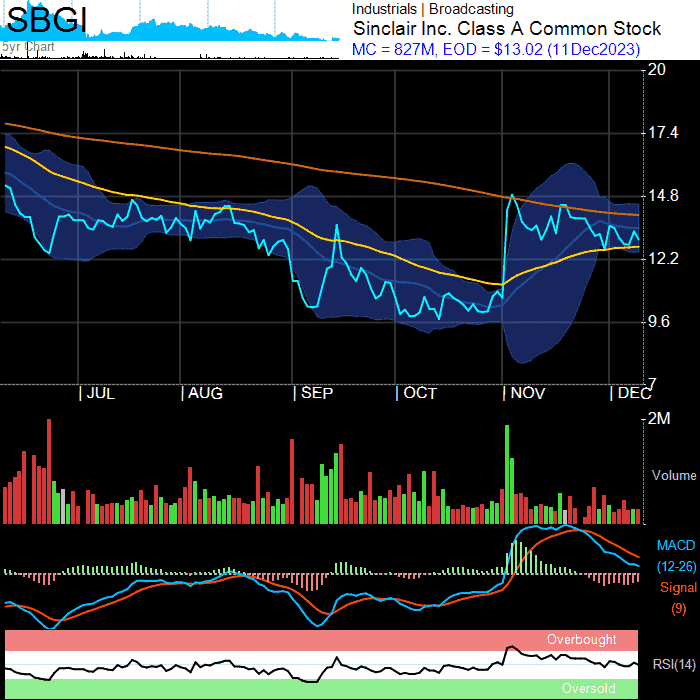 SBGI
5yr Chart
Industrials | Broadcasting
Sinclair Inc. Class A Common Stock
MC = 827M, EOD = $13.02 (11Dec2023)
20
17.4
14.8
12.2
9.6
7
| JUL | AUG | SEP | OCT | NOV | DEC
2M
Volume
MACD
(12-26)
Signal
(9)
Overbought
RSI(14)
Oversold